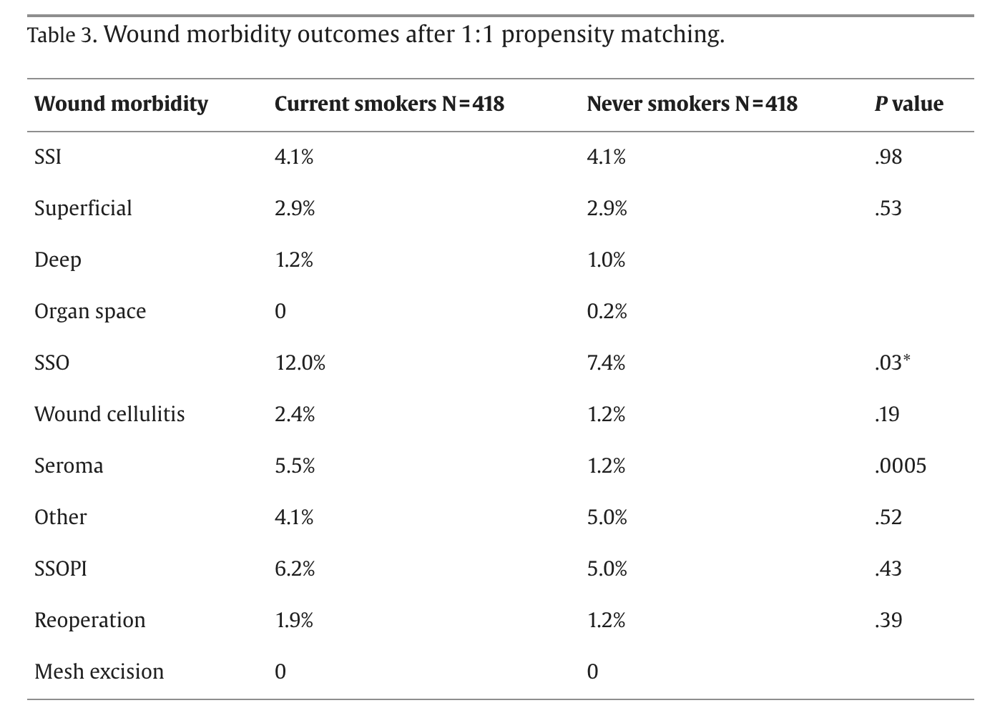 Table 3. Wound morbidity outcomes after 1:1 propensity matching.
Wound morbidity Current smokers N=418 Never smokers N=418 P value
SSI 4.1% 4.1% .98
Superficial 2.9% 2.9% .53
Deep 1.2% 1.0%
Organ space 0 0.2%
SSO 12.0% 7.4% .03*
Wound cellulitis 2.4% 1.2% .19
Seroma 5.5% 1.2% .0005
Other 4.1% 5.0% .52
SSOPI 6.2% 5.0% .43
Reoperation 1.9% 1.2% .39
Mesh excision 0 0